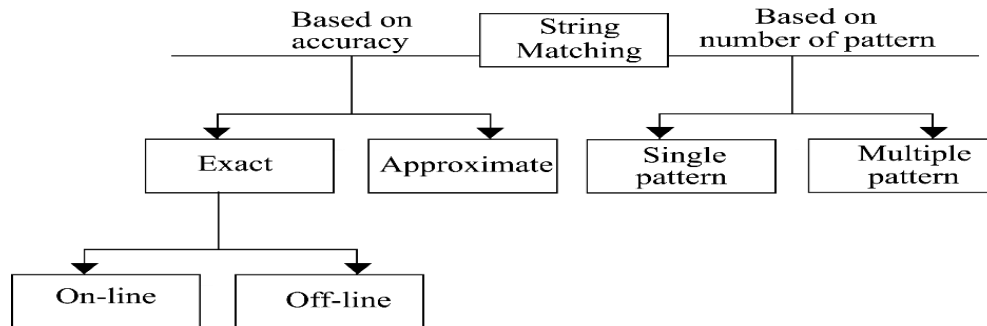 Based on
accuracy
String
Matching
Based on
number of pattern
Exact
Approximate
Single
pattern
Multiple
pattern
On-line
Off-line